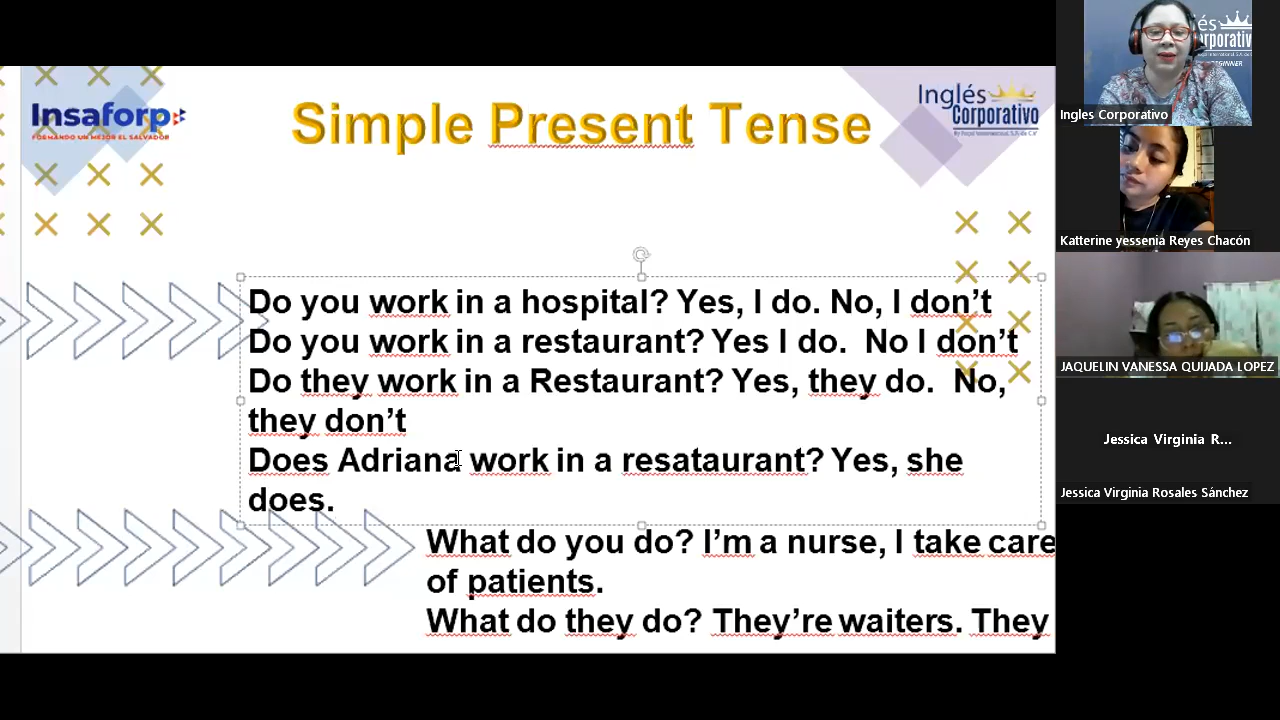 Insaforp
FORMANDO UN MEJOR EL SALVADOR
Simple Present Tense
Inglés
Corporativo
Do you work in a hospital? Yes, I do. No, I don't
Do you work in a restaurant? Yes I do.  No I don't
Do they work in a Restaurant? Yes, they do.  No,
they don't
Does Adriana work in a resataurant? Yes, she
does.
What do you do? I'm a nurse, I take care
of patients.
What do they do? They're waiters. They
Ingles Corporativo
Katterine yessenia Reyes Chacón
JAQUELIN VANESSA QUIJADA LOPEZ
Jessica Virginia R...
Jessica Virginia Rosales Sánchez